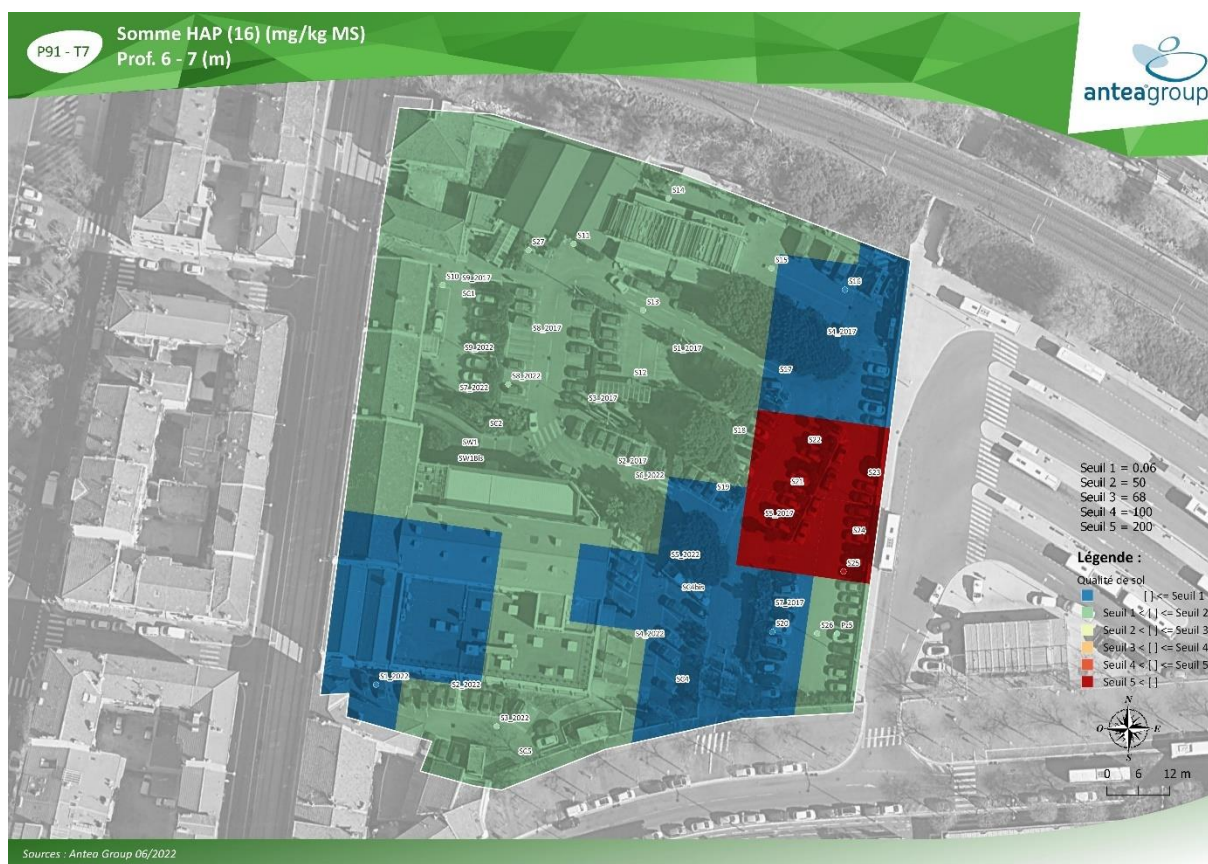 P91 - T7
Somme HAP (16) (mg/kg MS)
Prof. 6 - 7 (m)
anteagroup
S14
S27
S11
S15
S10
S9_2017
S16
SC1
S13
S8_2017
S4_2017
S9_2022
S1_2017
S17
S12
S7_2022
S8_2022
S3_2017
SC2
S18
S22
SW1
SW1Bis
S2_2017
S6_2022
S23
S19
S21
S5_2017
S24
S5_2022
S25
SC4bis
S7_2017
S4_2022
S20
S26
Pz5
S1_2022
S2_2022
SC4
S3_2022
SC5
Seuil 1 = 0.06
Seuil 2 = 50
Seuil 3 = 68
Seuil 4 = 100
Seuil 5 = 200
Légende :
Qualité de sol
[ ] <= Seuil 1
Seuil 1 < [ ] <= Seuil 2
Seuil 2 < [ ] <= Seuil 3
Seuil 3 < [ ] <= Seuil 4
Seuil 4 < [ ] <= Seuil 5
Seuil 5 < [ ]
N
O
E
S
0 6 12 m
Sources : Antea Group 06/2022